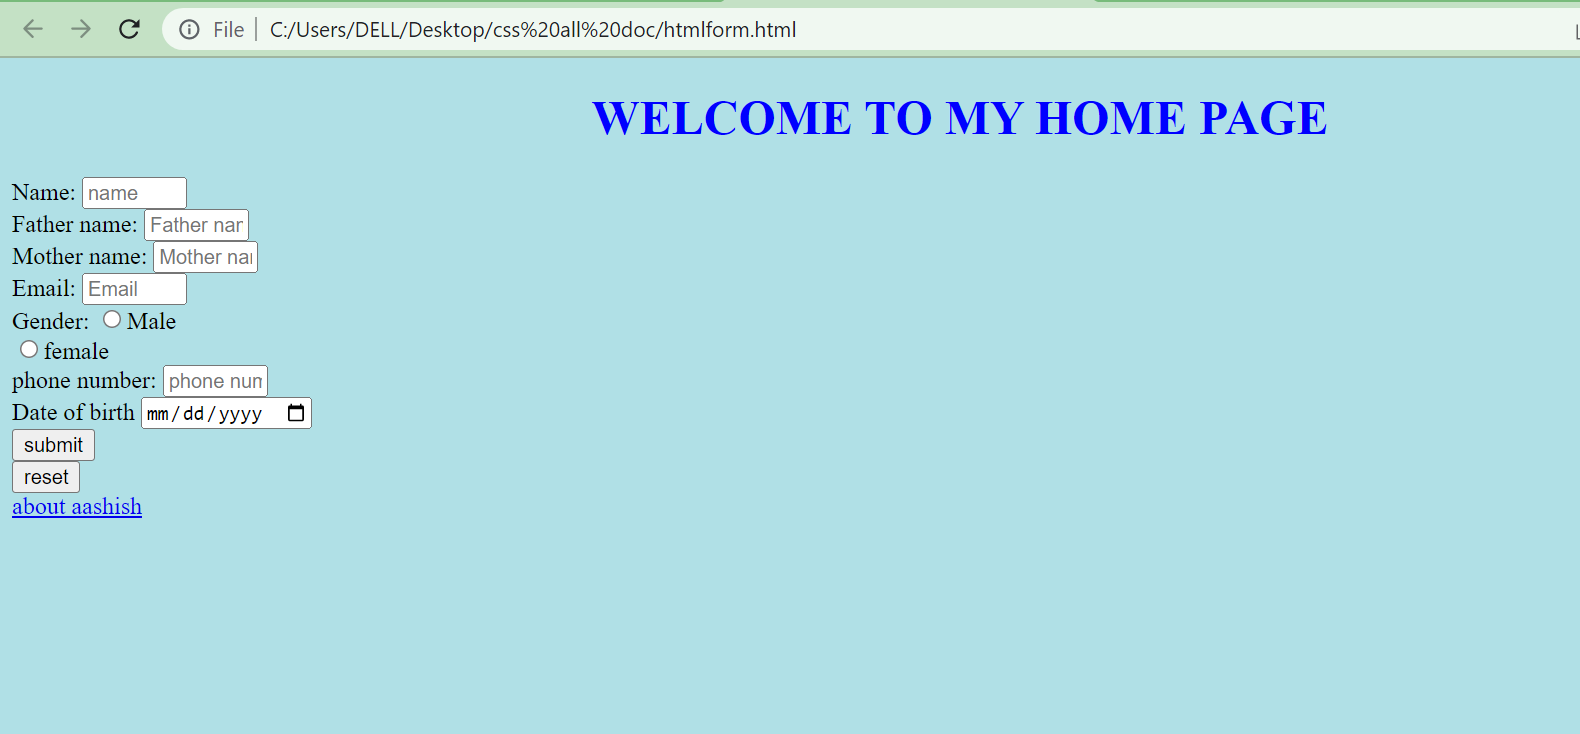 File | C:/Users/DELL/Desktop/css%20all%20doc/htmlform.html
WELCOME TO MY HOME PAGE
Name: name
Father name: Father nar
Mother name: Mother nai
Email: Email
Gender: Male
female
phone number: phone num
Date of birth mm/dd/yyyy
submit
reset
about aashish